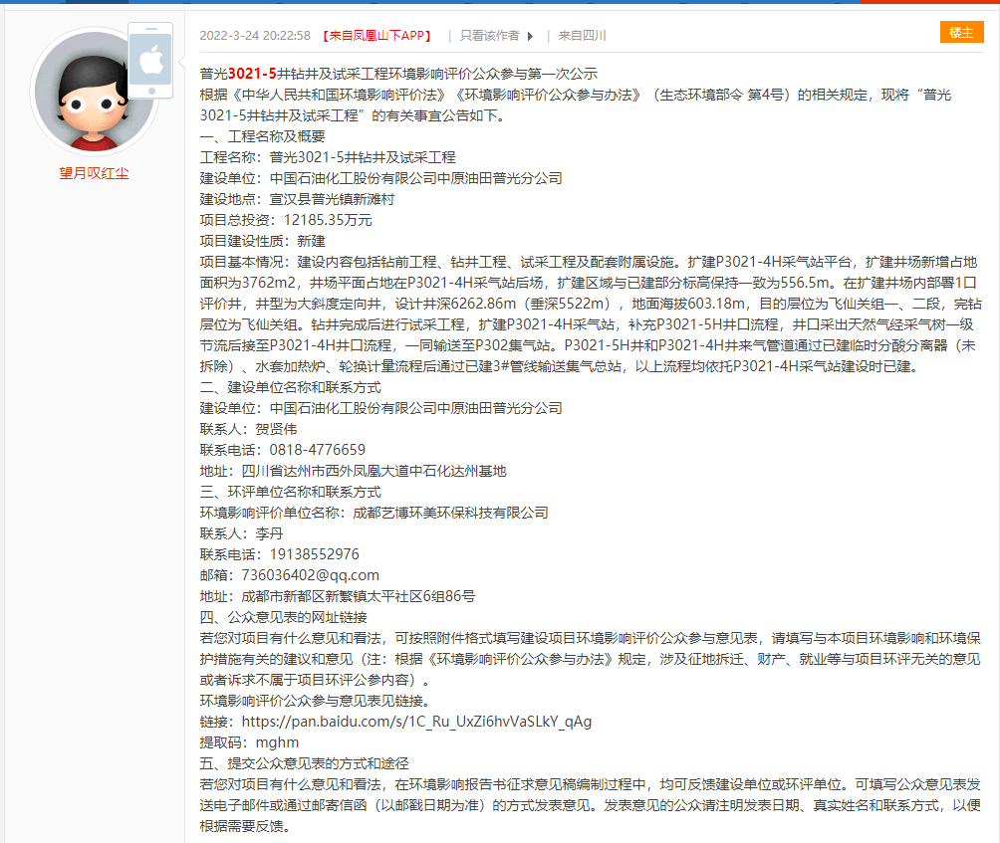 2022-3-24 20:22:58 【来自凤凰山下APP】 | 只看该作者 | 来自四川
楼主
望月叹红尘
普光3021-5井钻井及试采工程环境影响评价公众参与第一次公示
根据《中华人民共和国环境影响评价法》《环境影响评价公众参与办法》（生态环境部令 第4号）的相关规定，现将“普光
3021-5井钻井及试采工程”的有关事宜公告如下。
一、工程名称及概要
工程名称：普光3021-5井钻井及试采工程
建设单位：中国石油化工股份有限公司中原油田普光分公司
建设地点：宣汉县普光镇新滩村
项目总投资：12185.35万元
项目建设性质：新建
项目基本情况：建设内容包括钻前工程、钻井工程、试采工程及配套附属设施。扩建P3021-4H采气站平台，扩建井场新增占地
面积为3762m2，井场平面占地在P3021-4H采气站后场，扩建区域与已建部分标高保持一致为556.5m。在扩建井场内部署1口
评价井，井型为大斜度定向井，设计井深6262.86m（垂深5522m），地面海拔603.18m，目的层位为飞仙关组一、二段，完钻
层位为飞仙关组。钻井完成后进行试采工程，扩建P3021-4H采气站，补充P3021-5H井口流程，井口采出天然气经采气树一级
节流后接至P3021-4H井口流程，一同输送至P302集气站。P3021-5H井和P3021-4H井来气管道通过已建临时分酸分离器（未
拆除）、水套加热炉、轮换计量流程后通过已建3#管线输送集气总站，以上流程均依托P3021-4H采气站建设时已建。
二、建设单位名称和联系方式
建设单位：中国石油化工股份有限公司中原油田普光分公司
联系人：贺贤伟
联系电话：0818-4776659
地址：四川省达州市西外凤凰大道中石化达州基地
三、环评单位名称和联系方式
环境影响评价单位名称：成都艺博环美环保科技有限公司
联系人：李丹
联系电话：19138552976
邮箱：736036402@qq.com
地址：成都市新都区新繁镇太平社区6组86号
四、公众意见表的网址链接
若您对项目有什么意见和看法，可按照附件格式填写建设项目环境影响评价公众参与意见表，请填写与本项目环境影响和环境保
护措施有关的建议和意见（注：根据《环境影响评价公众参与办法》规定，涉及征地拆迁、财产、就业等与项目环评无关的意见
或者诉求不属于项目环评公参内容）。
环境影响评价公众参与意见表见链接。
链接：https://pan.baidu.com/s/1C_Ru_UxZi6hvVaSLkY_qAg
提取码：mghm
五、提交公众意见表的方式和途径
若您对项目有什么意见和看法，在环境影响报告书征求意见稿编制过程中，均可反馈建设单位或环评单位。可填写公众意见表发
送电子邮件或通过邮寄信函（以邮戳日期为准）的方式发表意见。发表意见的公众请注明发表日期、真实姓名和联系方式，以便
根据需要反馈。